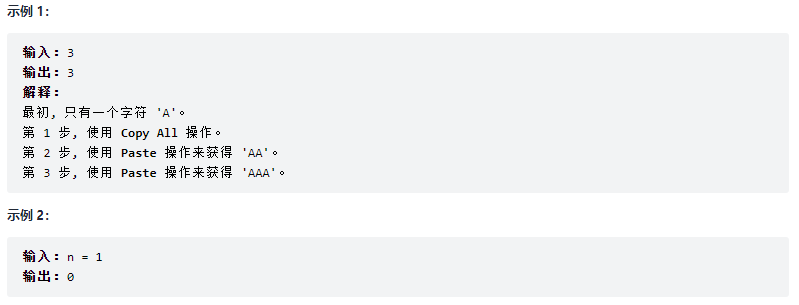 示例 1：
输入：3
输出：3
解释：
最初, 只有一个字符 'A'。
第 1 步, 使用 Copy All 操作。
第 2 步, 使用 Paste 操作来获得 'AA'。
第 3 步, 使用 Paste 操作来获得 'AAA'。
示例 2：
输入：n = 1
输出：0